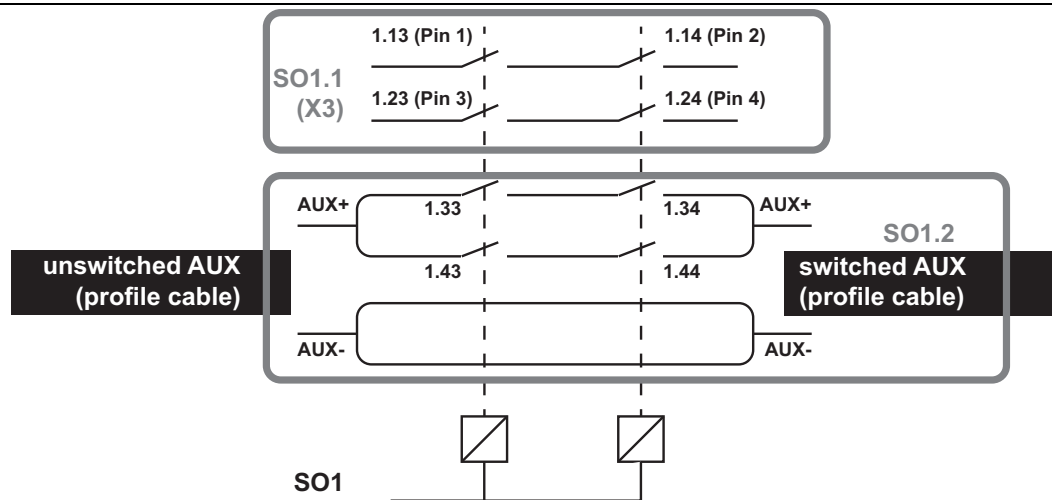 1.13 (Pin 1)
1.14 (Pin 2)
SO1.1
(X3)
1.23 (Pin 3)
1.24 (Pin 4)
AUX+
1.33
1.34
AUX+
SO1.2
unswitched AUX
(profile cable)
1.43
1.44
switched AUX
(profile cable)
AUX-
AUX-
SO1